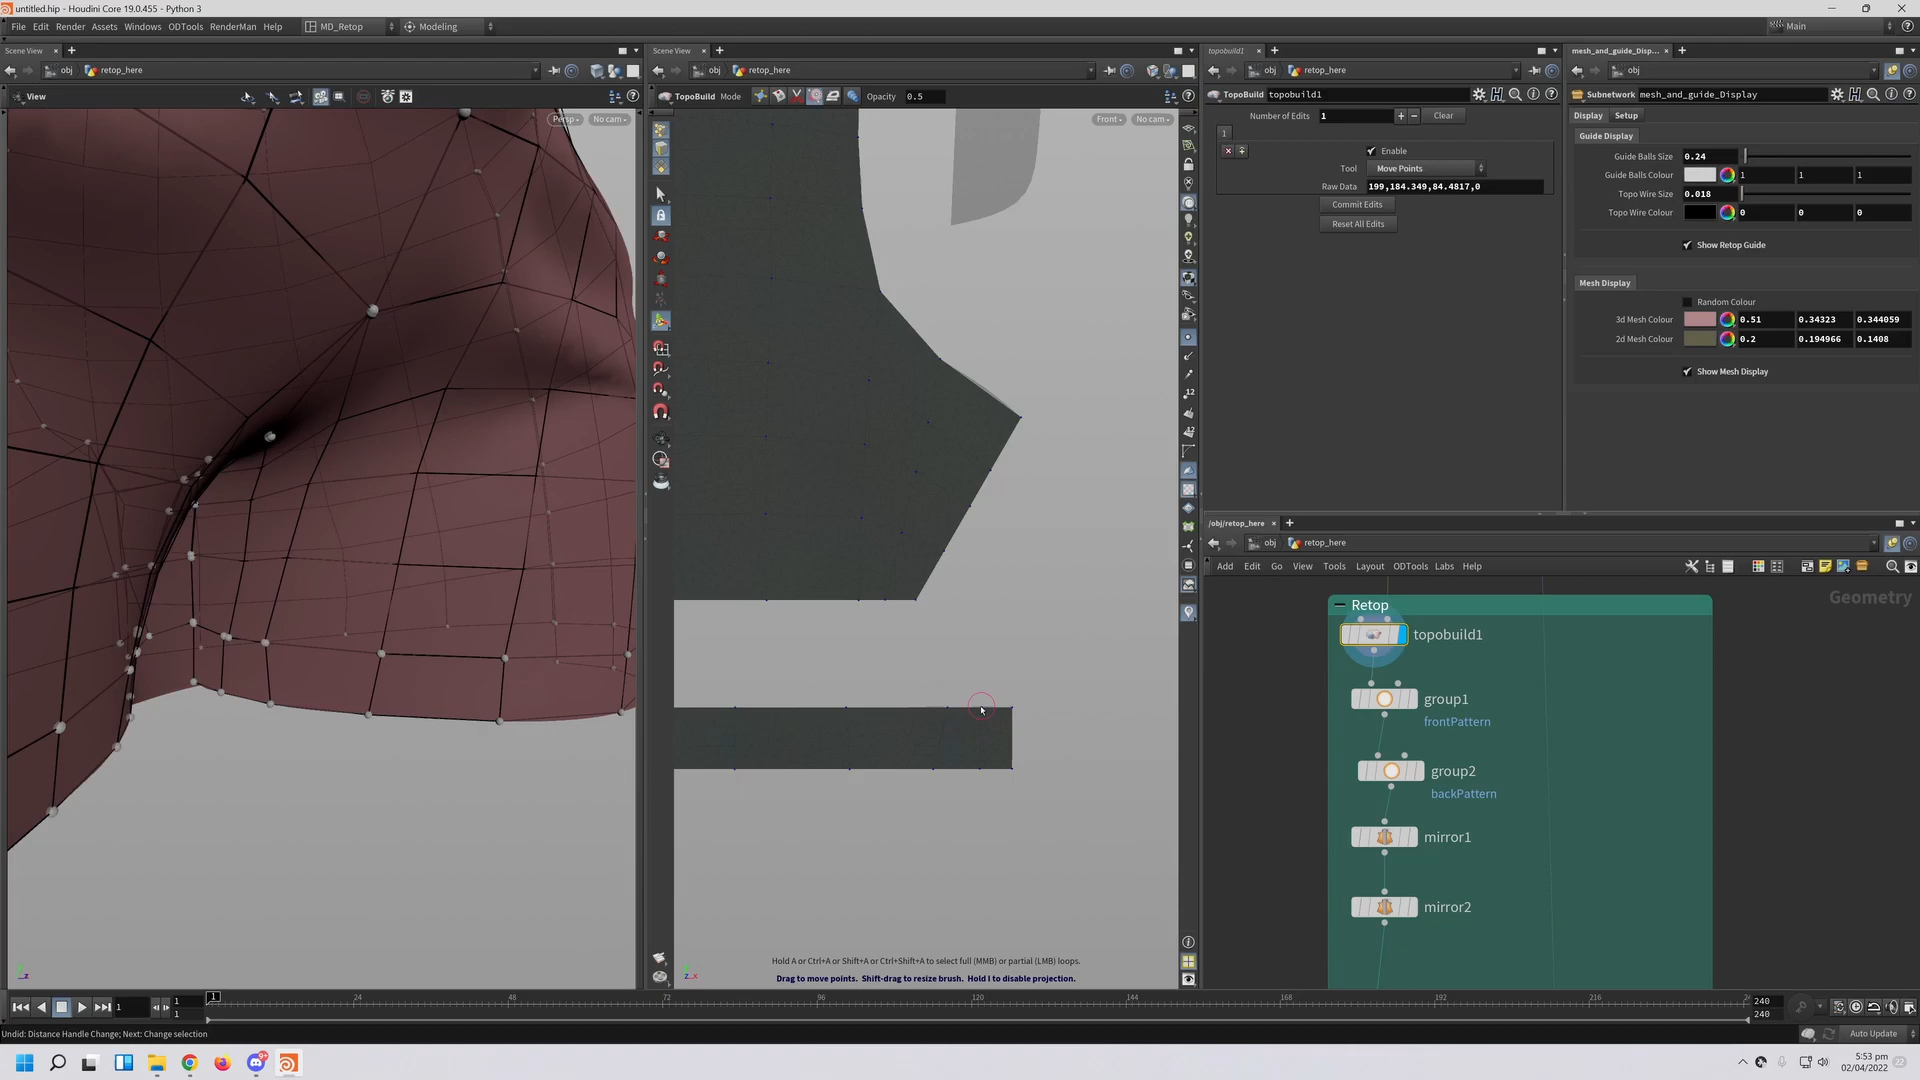 untitled.hip - Houdini Core 19.0.455 - Python 3
File Edit Render Assets Windows ODTools RenderMan Help MD_Retop Modeling Main
Scene View
obj retop_here
View
Persp No cam
Scene View
obj retop_here
TopoBuild Mode Opacity 0.5
Front No cam
Hold A or Ctrl+A or Shift+A or Ctrl+Shift+A to select full (MMB) or partial (LMB) loops.
Drag to move points. Shift-drag to resize brush. Hold I to disable projection.
topobuild1
obj retop_here
TopoBuild topobuild1
Number of Edits 1 Clear
1
Enable
Tool Move Points
Raw Data 199,184.349,84.4817,0
Commit Edits
Reset All Edits
mesh_and_guide_Disp...
obj
Subnetwork mesh_and_guide_Display
Display Setup
Guide Display
Guide Balls Size 0.24
Guide Balls Colour 1 1 1
Topo Wire Size 0.018
Topo Wire Colour 0 0 0
Show Retop Guide
Mesh Display
Random Colour
3d Mesh Colour 0.51 0.34323 0.344059
2d Mesh Colour 0.2 0.194966 0.1408
Show Mesh Display
/obj/retop_here
obj retop_here
Add Edit Go View Tools Layout ODTools Labs Help
Geometry
Retop
topobuild1
group1
frontPattern
group2
backPattern
mirror1
mirror2
1 1 1 1 24 48 72 96 120 144 168 192 216 240 240
Undid: Distance Handle Change; Next: Change selection
Auto Update
5:53 pm
02/04/2022 22